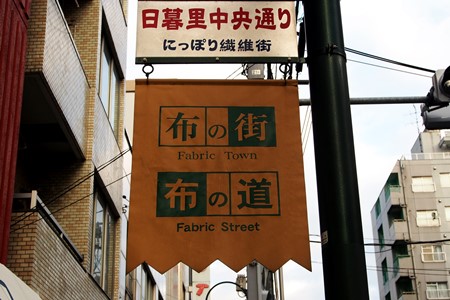 日暮里中央通り
にっぽり繊維街
布の街
Fabric Town
布の道
Fabric Street